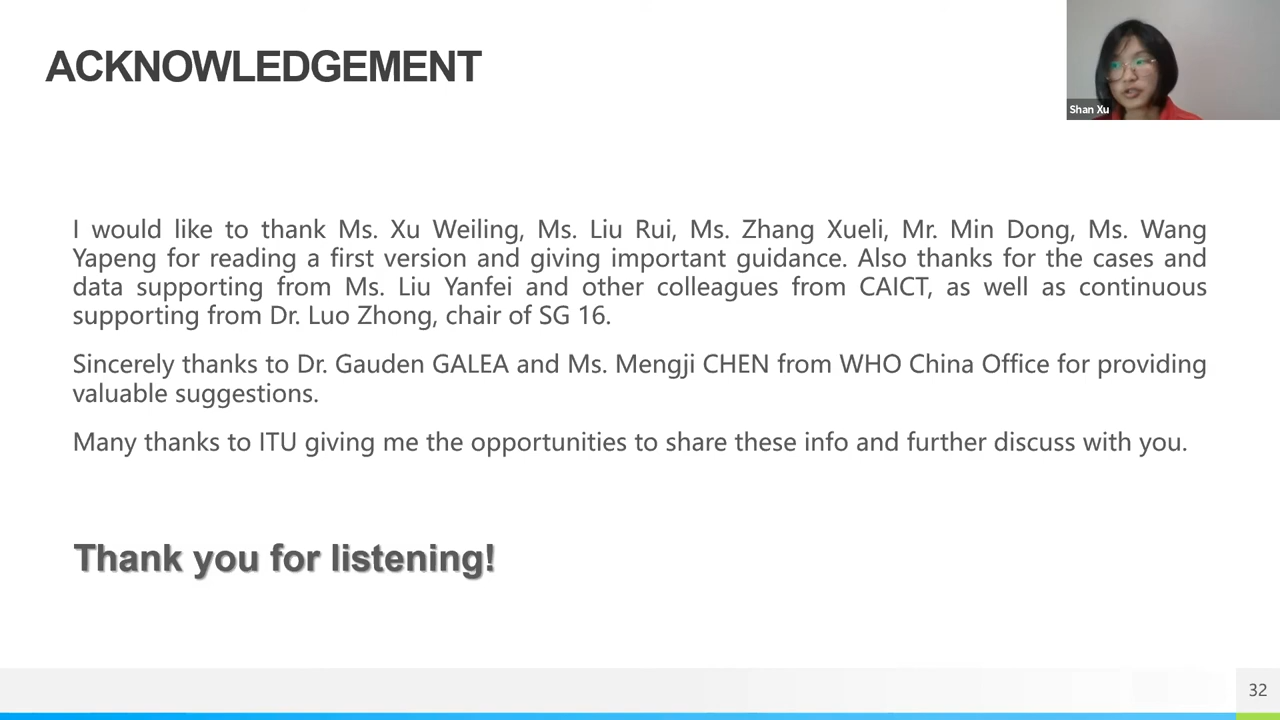 ACKNOWLEDGEMENT
Shan Xu
I would like to thank Ms. Xu Weiling, Ms. Liu Rui, Ms. Zhang Xueli, Mr. Min Dong, Ms. Wang
Yapeng for reading a first version and giving important guidance. Also thanks for the cases and
data supporting from Ms. Liu Yanfei and other colleagues from CAICT, as well as continuous
supporting from Dr. Luo Zhong, chair of SG 16.
Sincerely thanks to Dr. Gauden GALEA and Ms. Mengji CHEN from WHO China Office for providing
valuable suggestions.
Many thanks to ITU giving me the opportunities to share these info and further discuss with you.
Thank you for listening!
32